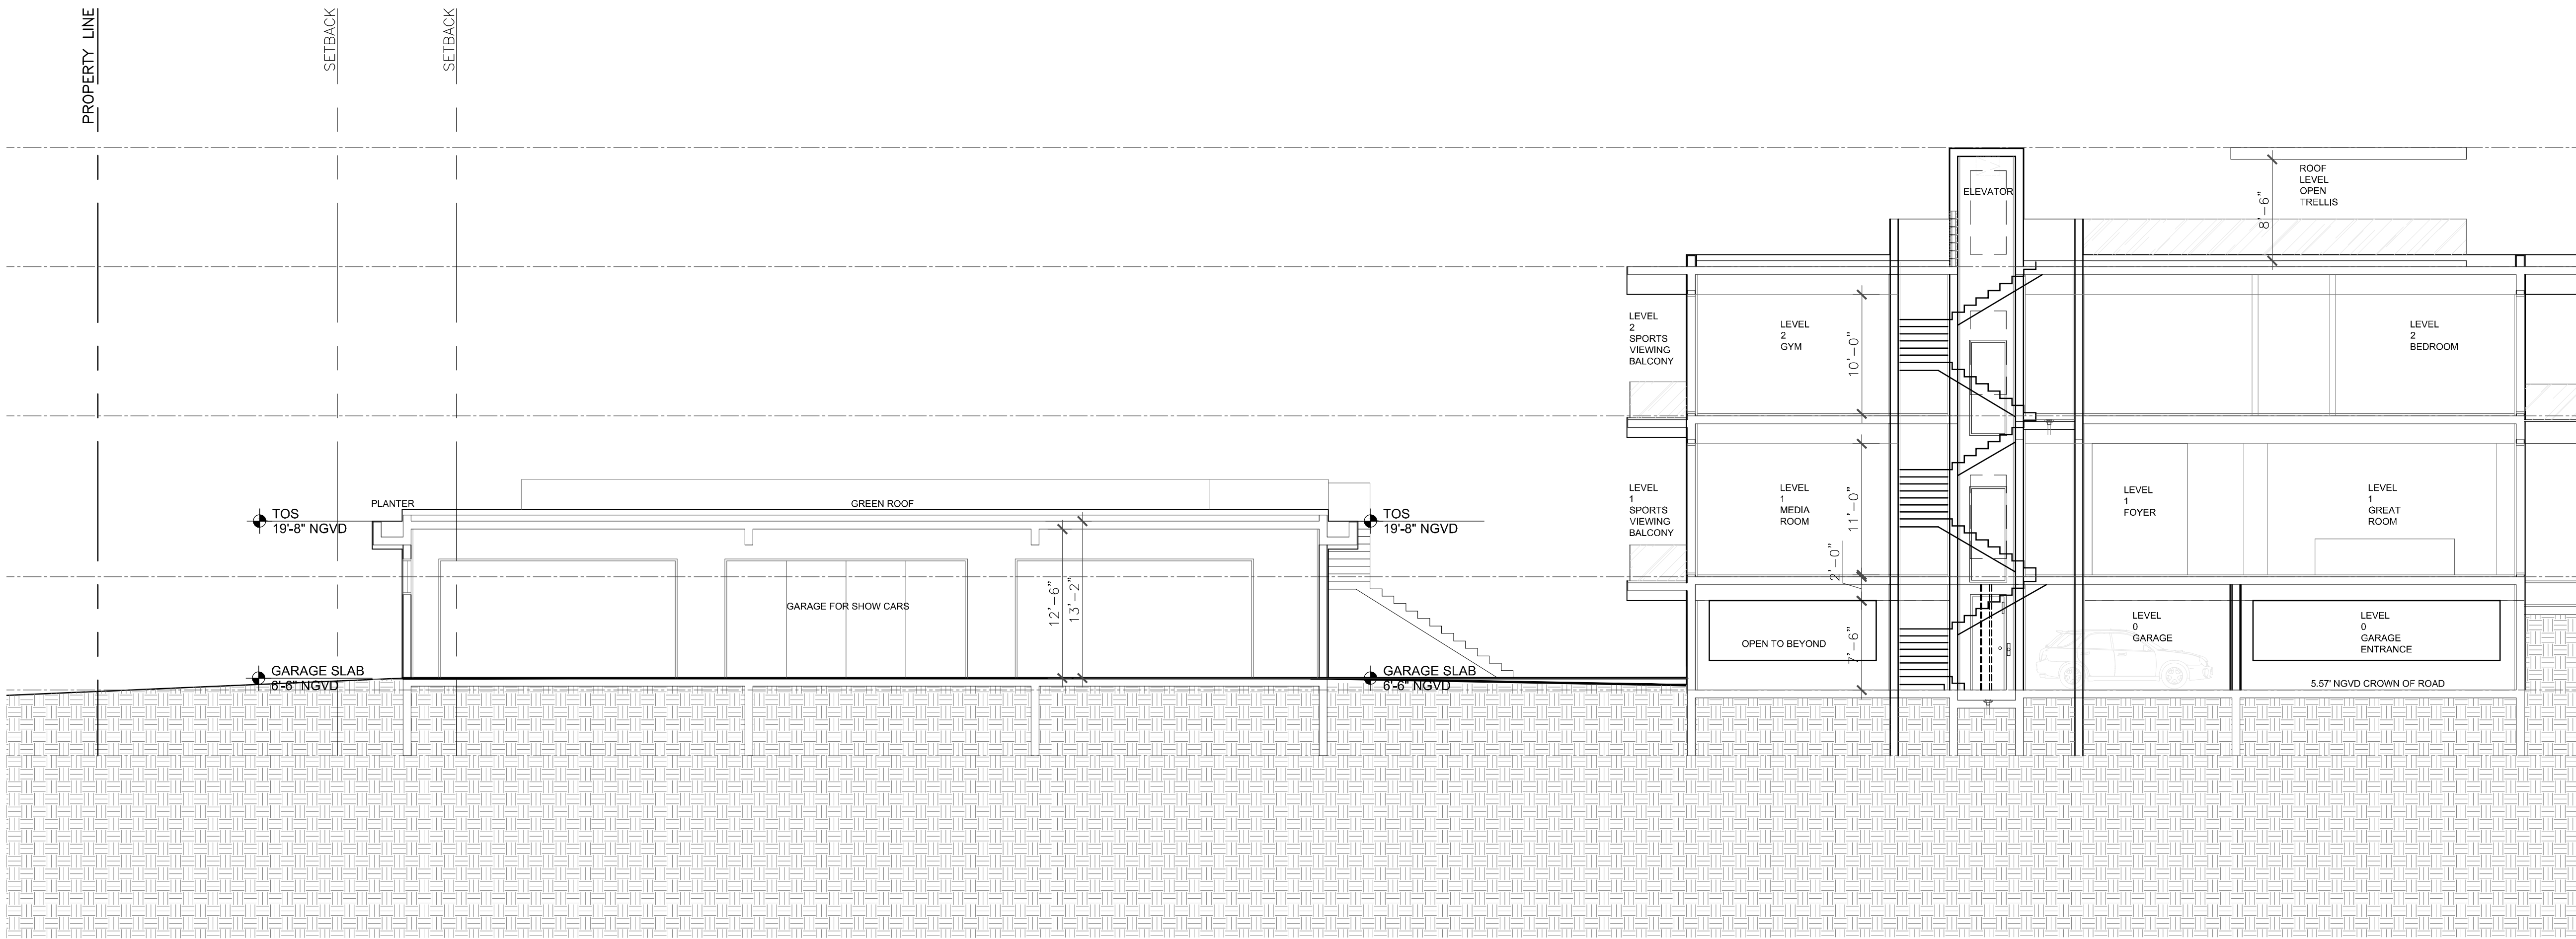 PROPERTY LINE
SETBACK
SETBACK
ELEVATOR
ROOF
LEVEL
OPEN
TRELLIS
8'-6"
LEVEL
2
SPORTS
VIEWING
BALCONY
LEVEL
2
GYM
10'-0"
LEVEL
2
BEDROOM
PLANTER
GREEN ROOF
TOS
19'-8" NGVD
TOS
19'-8" NGVD
LEVEL
1
SPORTS
VIEWING
BALCONY
LEVEL
1
MEDIA
ROOM
11'-0"
LEVEL
1
FOYER
LEVEL
1
GREAT
ROOM
2'-0"
GARAGE FOR SHOW CARS
12'-6"
13'-2"
OPEN TO BEYOND
7'-6"
LEVEL
0
GARAGE
LEVEL
0
GARAGE
ENTRANCE
GARAGE SLAB
6'-6" NGVD
GARAGE SLAB
6'-6" NGVD
5.57' NGVD CROWN OF ROAD